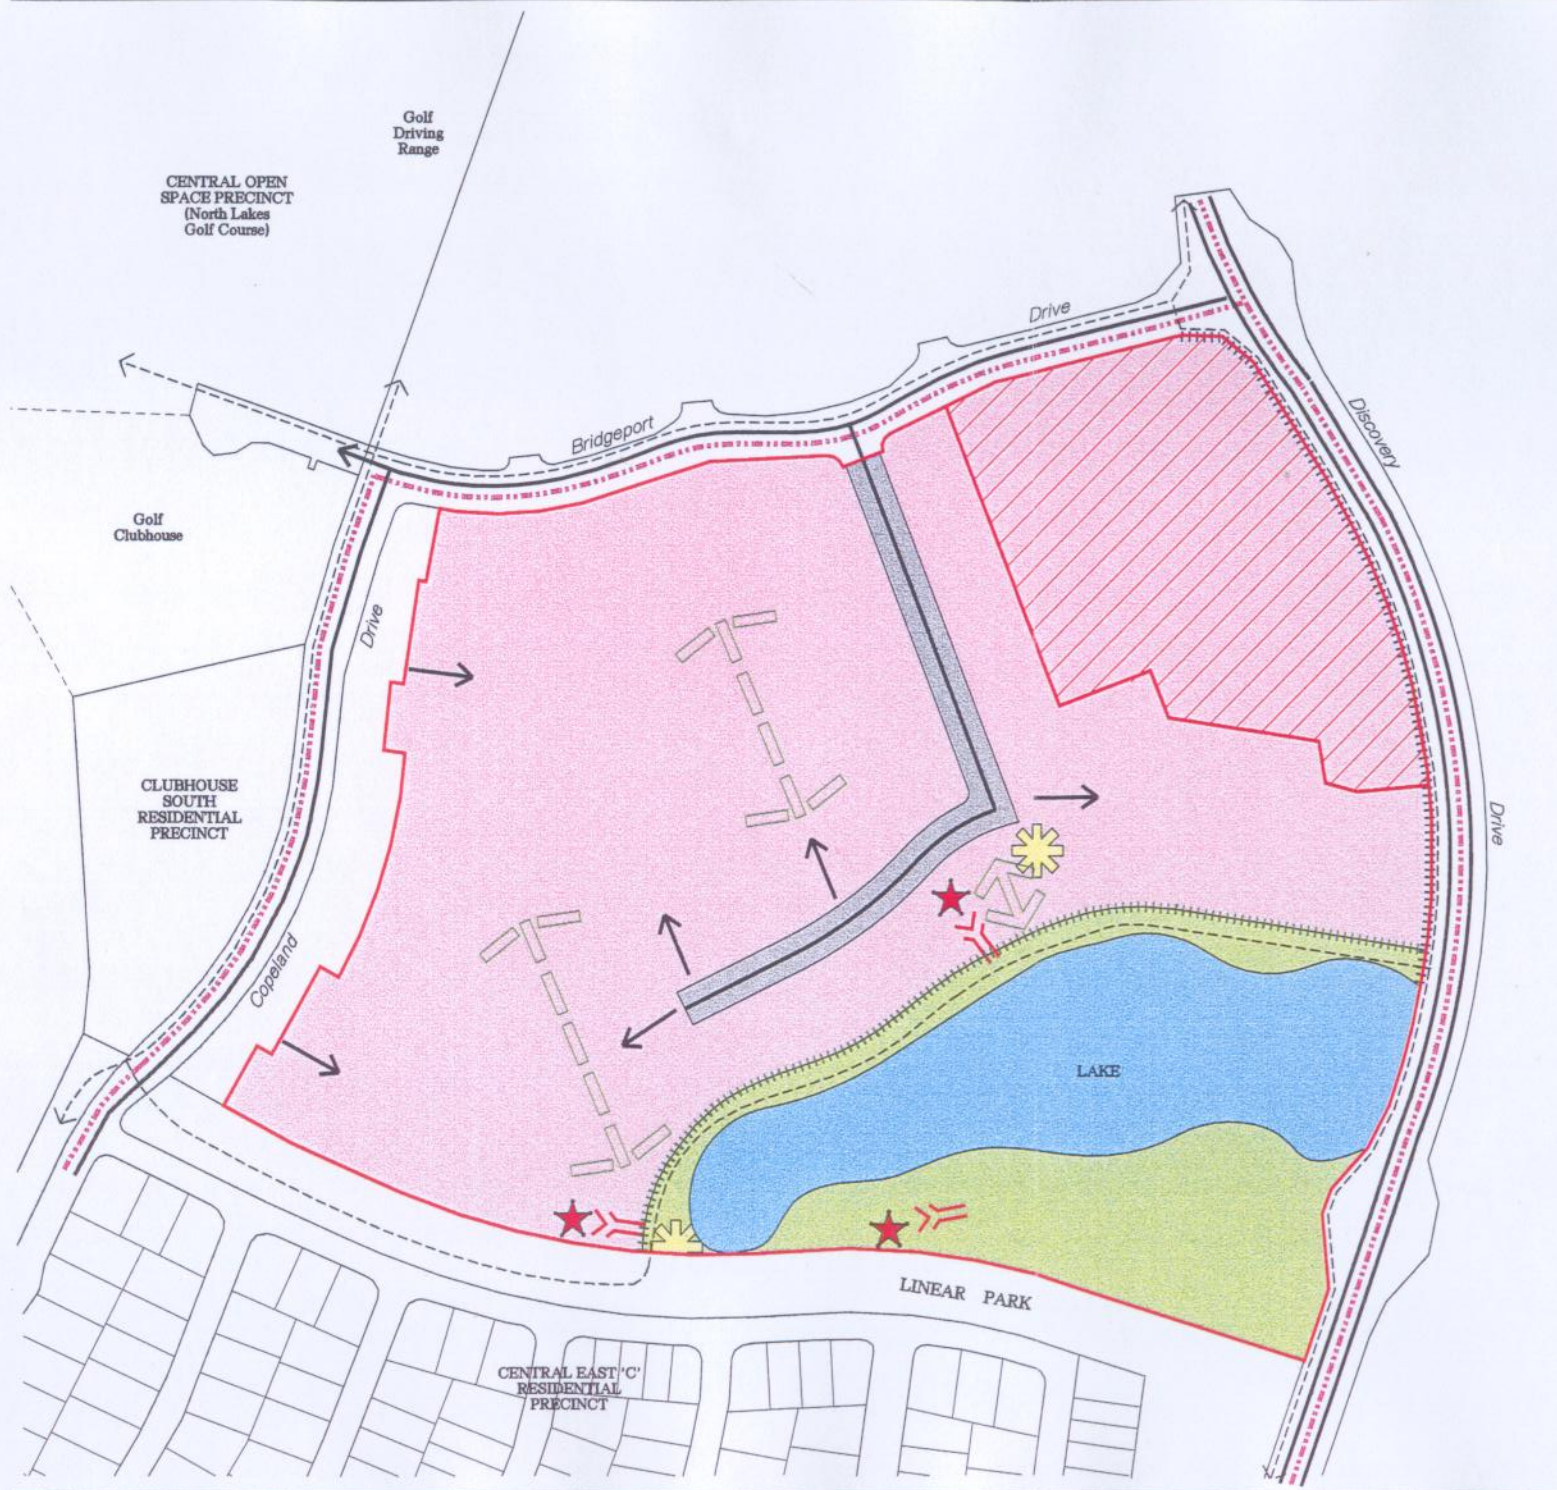 Golf
Driving
Range
CENTRAL OPEN
SPACE PRECINCT
(North Lakes
Golf Course)
Drive
Bridgeport
Discovery
Golf
Clubhouse
Drive
CLUBHOUSE
SOUTH
RESIDENTIAL
PRECINCT
Drive
Copeland
LAKE
LINEAR PARK
CENTRAL EAST 'C'
RESIDENTIAL
PRECINCT